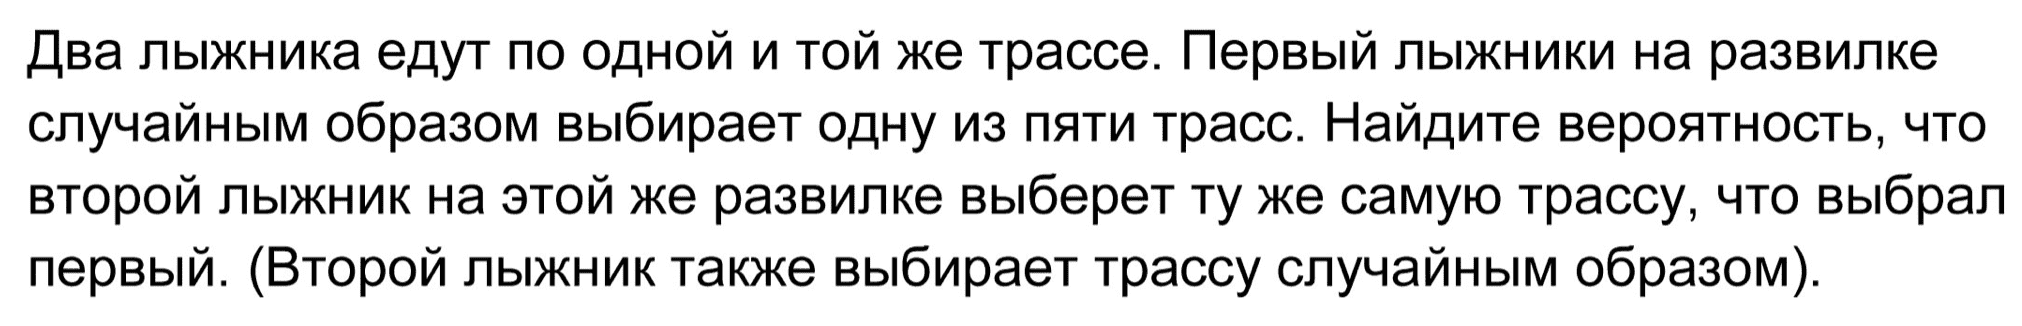 Два лыжника едут по одной и той же трассе. Первый лыжники на развилке
случайным образом выбирает одну из пяти трасс. Найдите вероятность, что
второй лыжник на этой же развилке выберет ту же самую трассу, что выбрал
первый. (Второй лыжник также выбирает трассу случайным образом).